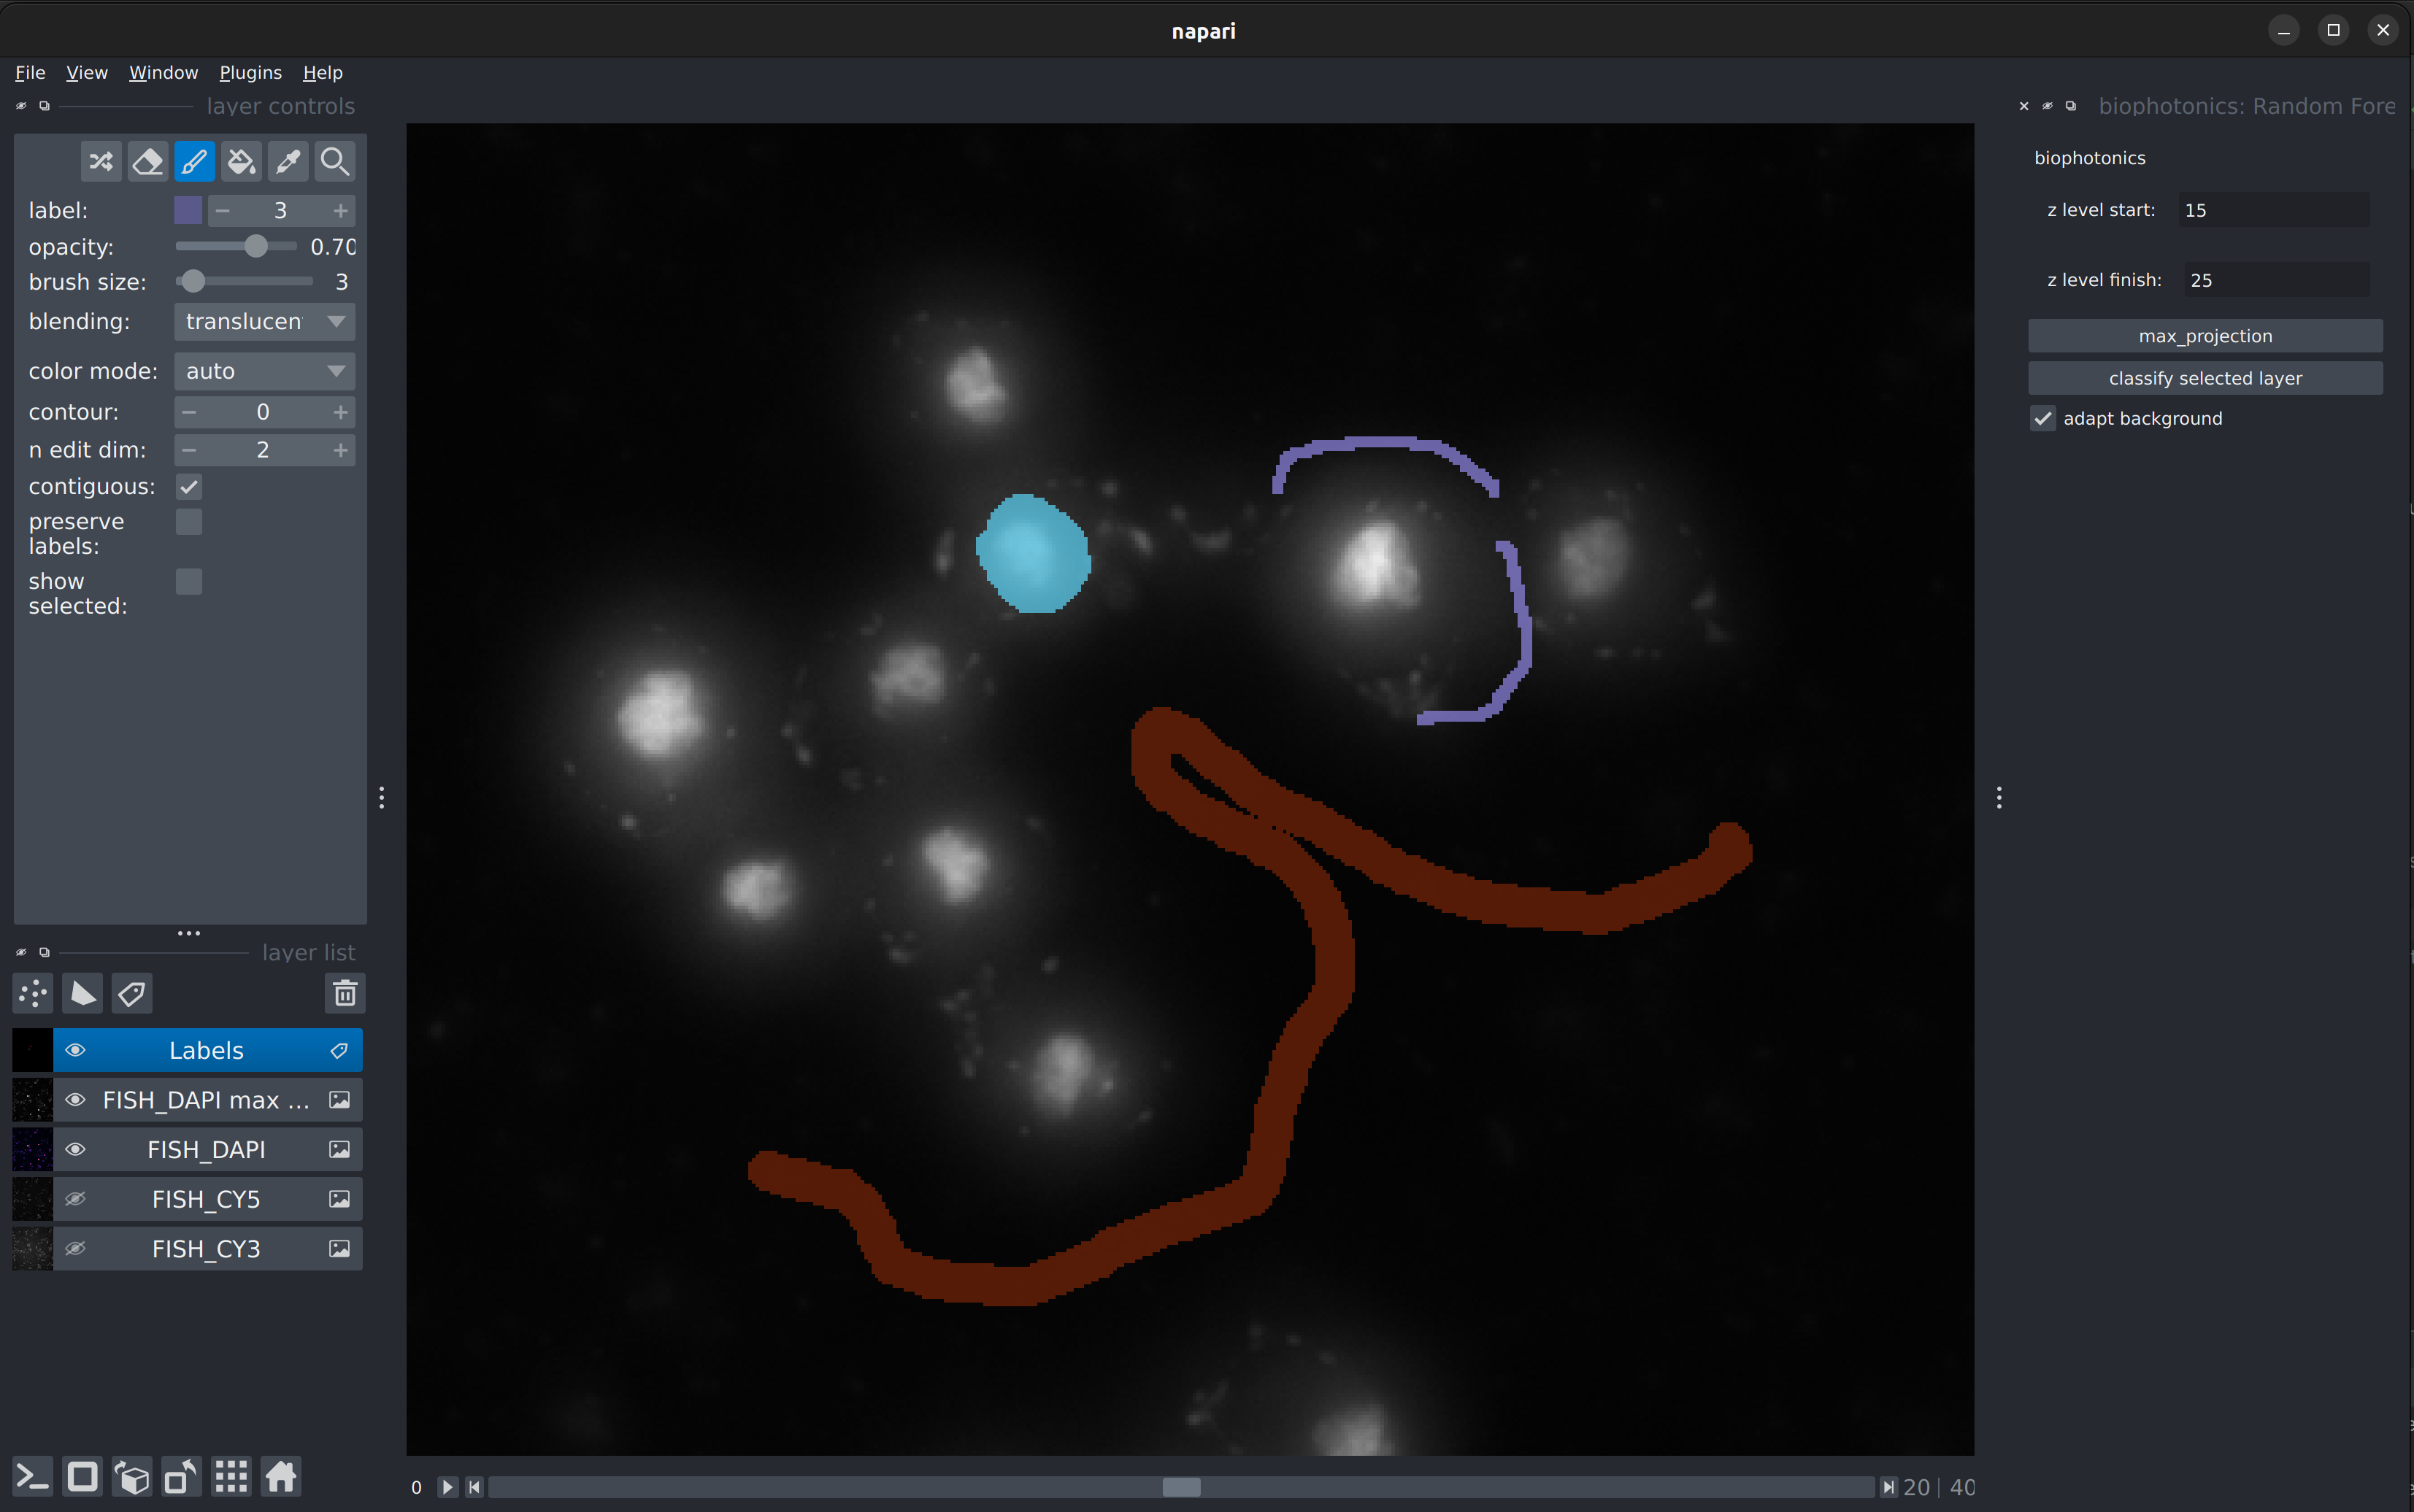 napari
File View Window Plugins Help
layer controls
label: 3
opacity: 0.70
brush size: 3
blending: translucen
color mode: auto
contour: 0
n edit dim: 2
contiguous:
preserve
labels:
show
selected:
layer list
Labels
FISH_DAPI max ...
FISH_DAPI
FISH_CY5
FISH_CY3
0
20 | 40
biophotonics: Random Fore
biophotonics
z level start: 15
z level finish: 25
max_projection
classify selected layer
adapt background